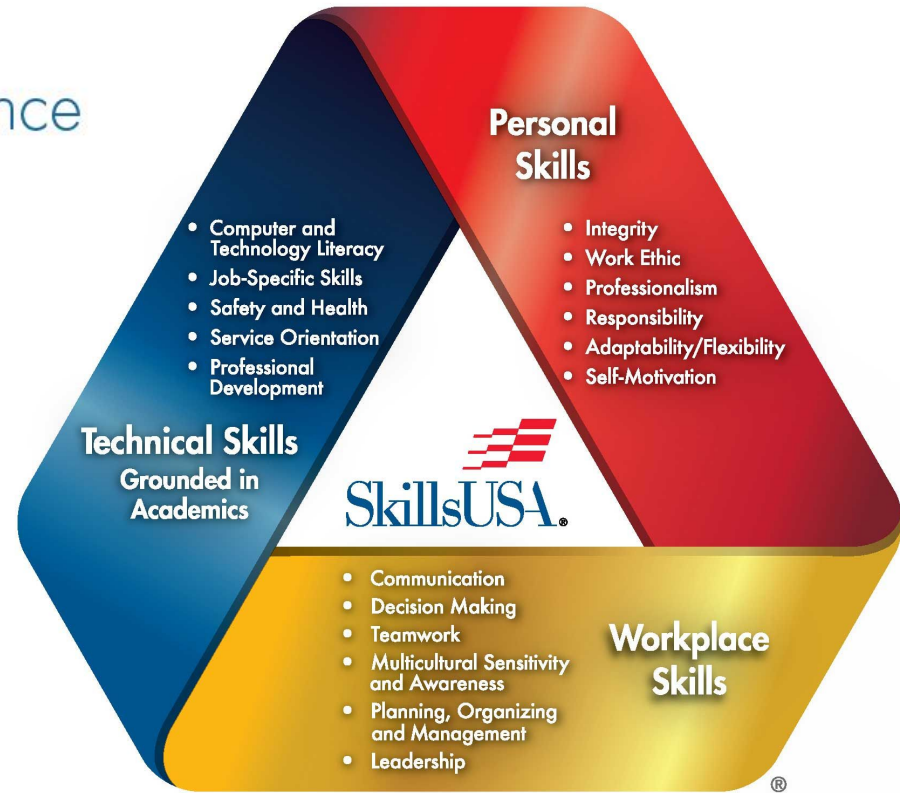 nce
Personal
Skills
• Integrity
• Work Ethic
• Professionalism
• Responsibility
• Adaptability/Flexibility
• Self-Motivation
• Computer and
Technology Literacy
• Job-Specific Skills
• Safety and Health
• Service Orientation
• Professional
Development
Technical Skills
Grounded in
Academics
SkillsUSA®
• Communication
• Decision Making
• Teamwork
• Multicultural Sensitivity
and Awareness
• Planning, Organizing
and Management
• Leadership
Workplace
Skills
®